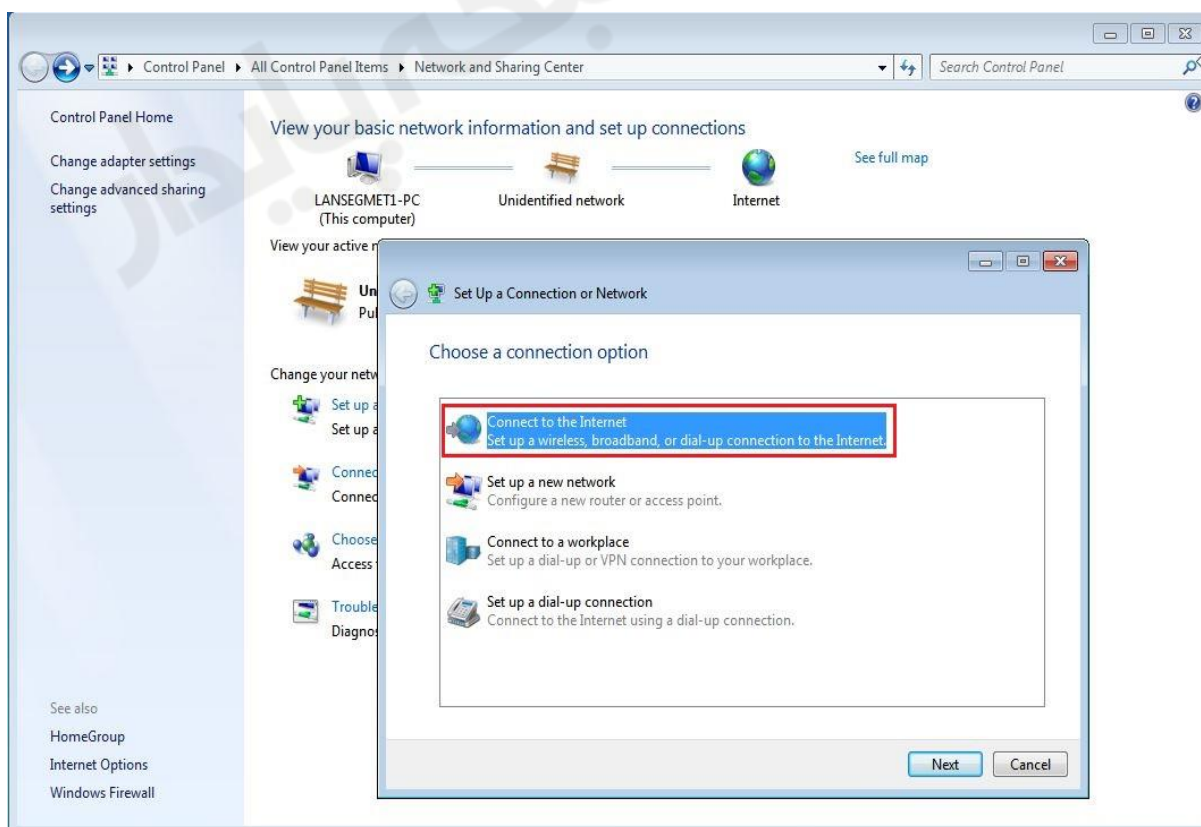 Control Panel ▸ All Control Panel Items ▸ Network and Sharing Center
Search Control Panel
Control Panel Home
Change adapter settings
Change advanced sharing
settings
See also
HomeGroup
Internet Options
Windows Firewall
View your basic network information and set up connections
See full map
LANSEGMET1-PC
(This computer)
Unidentified network
Internet
View your active n
Un
Pub
Change your netw
Set up a
Set up a
Connec
Connec
Choose
Access
Trouble
Diagnos
Set Up a Connection or Network
Choose a connection option
Connect to the Internet
Set up a wireless, broadband, or dial-up connection to the Internet.
Set up a new network
Configure a new router or access point.
Connect to a workplace
Set up a dial-up or VPN connection to your workplace.
Set up a dial-up connection
Connect to the Internet using a dial-up connection.
Next
Cancel